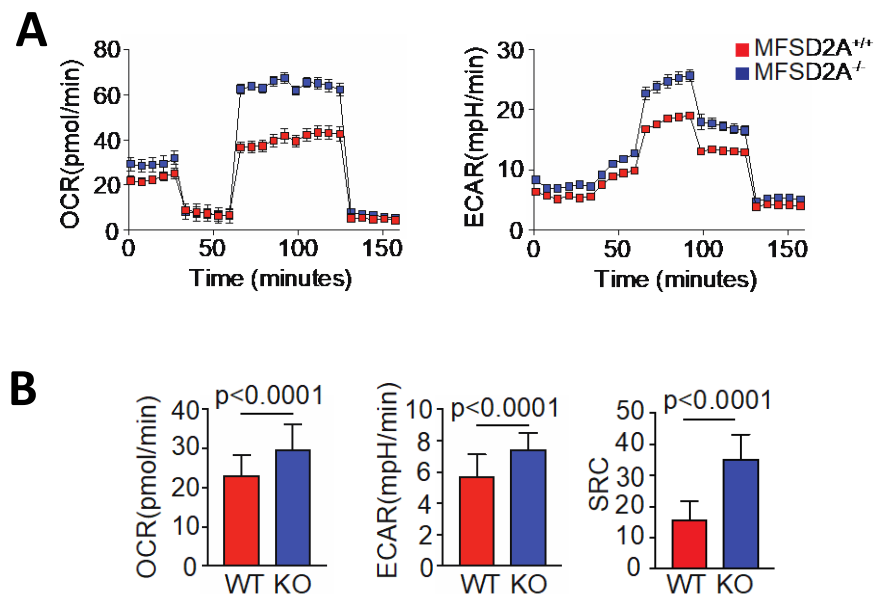 A
OCR(pmol/min)
80
60
40
20
0
0 50 100 150
Time (minutes)
ECAR(mpH/min)
30
20
10
0
0 50 100 150
Time (minutes)
MFSD2A+/+
MFSD2A-/-
B
OCR(pmol/min)
40
30
20
10
0
p<0.0001
WT KO
ECAR(mpH/min)
8
6
4
2
0
p<0.0001
WT KO
SRC
50
40
30
20
10
0
p<0.0001
WT KO